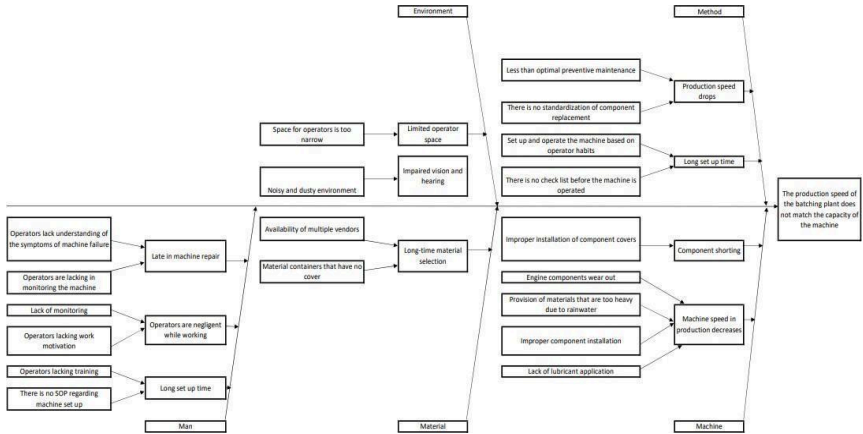 Environment
Method
Less than optimal preventive maintenance
Production speed
drops
There is no standardization of component
replacement
Space for operators is too
narrow
Limited operator
space
Set up and operate the machine based on
operator habits
Long set up time
There is no check list before the machine is
operated
Noisy and dusty environment
Impaired vision and
hearing
The production speed of
the batching plant does
not match the capacity of
the machine
Operators lack understanding of
the symptoms of machine failure
Late in machine repair
Operators are lacking in
monitoring the machine
Lack of monitoring
Operators are negligent
while working
Operators lacking work
motivation
Operators lacking training
Long set up time
There is no SOP regarding
machine set up
Man
Availability of multiple vendors
Long-time material
selection
Material containers that have no
cover
Material
Improper installation of component covers
Component shorting
Engine components wear out
Provision of materials that are too heavy
due to rainwater
Machine speed in
production decreases
Improper component installation
Lack of lubricant application
Machine